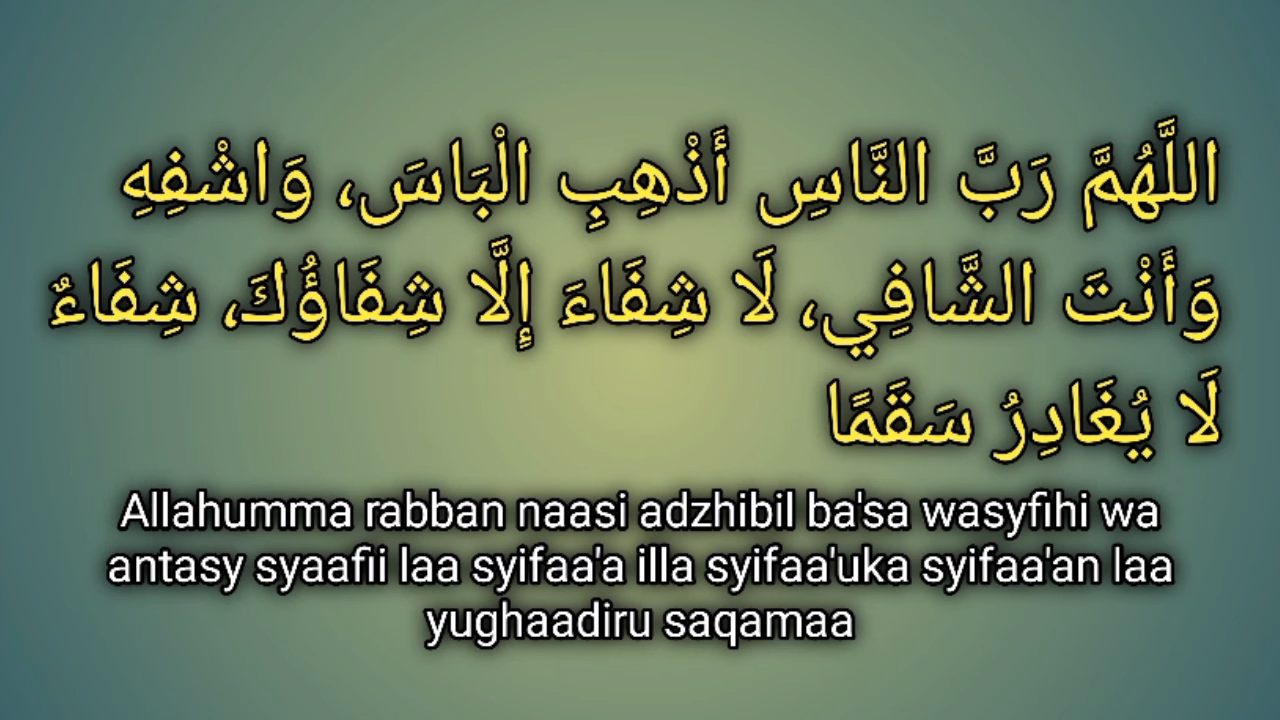 اللَّهُمَّ رَبَّ النَّاسِ أَذْهِبِ الْبَاسَ، وَاشْفِهِ
وَأَنْتَ الشَّافِي، لَا شِفَاءَ إِلَّا شِفَاؤُكَ، شِفَاءٌ
لَا يُغَادِرُ سَقَمًا
Allahumma rabban naasi adzhibil ba'sa wasyfihi wa
antasy syaafii laa syifaa'a illa syifaa'uka syifaa'an laa
yughaadiru saqamaa